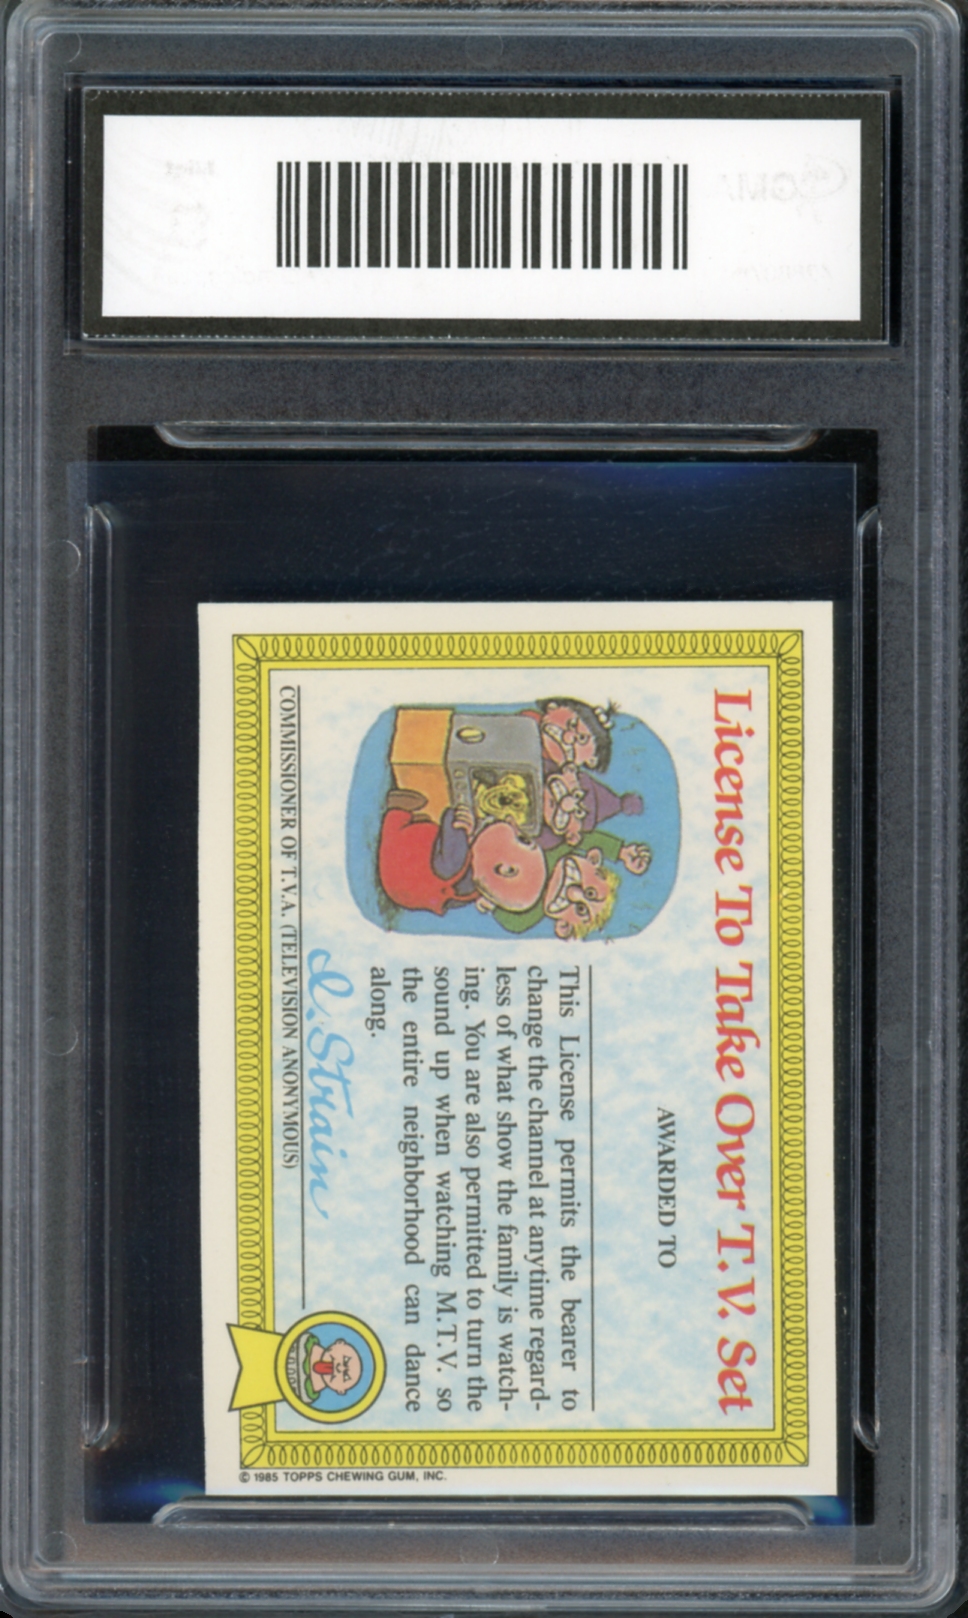 License To Take Over T.V. Set
AWARDED TO
This License permits the bearer to
change the channel at anytime regard-
less of what show the family is watch-
ing. You are also permitted to turn the
sound up when watching M.T.V. so
the entire neighborhood can dance
along.
I. Strain
COMMISSIONER OF T.V.A. (TELEVISION ANONYMOUS)
© 1985 TOPPS CHEWING GUM, INC.